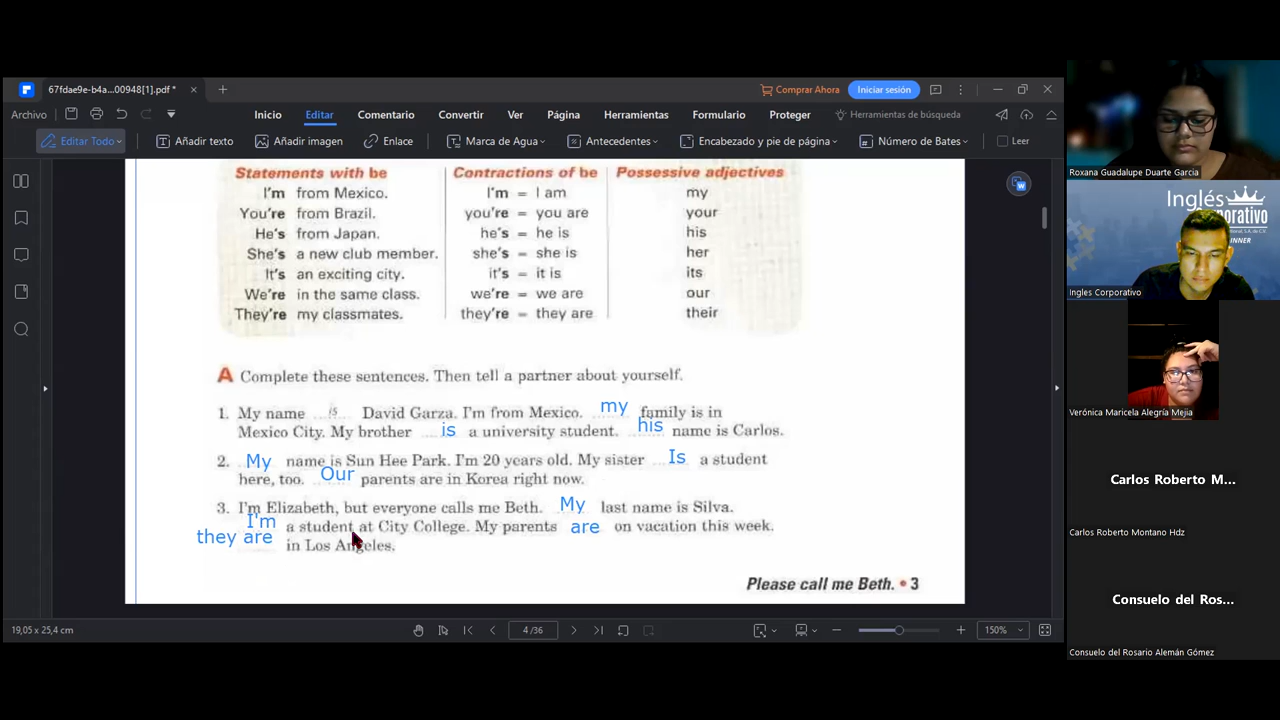 67fdae9e-b4a...00948[1].pdf *
Comprar Ahora
Iniciar sesión
Archivo
Inicio
Editar
Comentario
Convertir
Ver
Página
Herramientas
Formulario
Proteger
Herramientas de búsqueda
Editar Todo
Añadir texto
Añadir imagen
Enlace
Marca de Agua
Antecedentes
Encabezado y pie de página
Número de Bates
Leer
Statements with be Contractions of be Possessive adjectives
I'm from Mexico. I'm = I am my
You're from Brazil. you're = you are your
He's from Japan. he's = he is his
She's a new club member. she's = she is her
It's an exciting city. it's = it is its
We're in the same class. we're = we are our
They're my classmates. they're = they are their
A Complete these sentences. Then tell a partner about yourself.
1. My name is David Garza. I'm from Mexico. my family is in
Mexico City. My brother is a university student. his name is Carlos.
2. My name is Sun Hee Park. I'm 20 years old. My sister Is a student
here, too. Our parents are in Korea right now.
3. I'm Elizabeth, but everyone calls me Beth. My last name is Silva.
I'm a student at City College. My parents are on vacation this week.
they are in Los Angeles.
Please call me Beth. • 3
19,05 x 25,4 cm
4 /36
150%
Roxana Guadalupe Duarte Garcia
Inglés
Corporativo
INNER
Ingles Corporativo
Verónica Maricela Alegría Mejia
Carlos Roberto M...
Carlos Roberto Montano Hdz
Consuelo del Ros...
Consuelo del Rosario Alemán Gómez